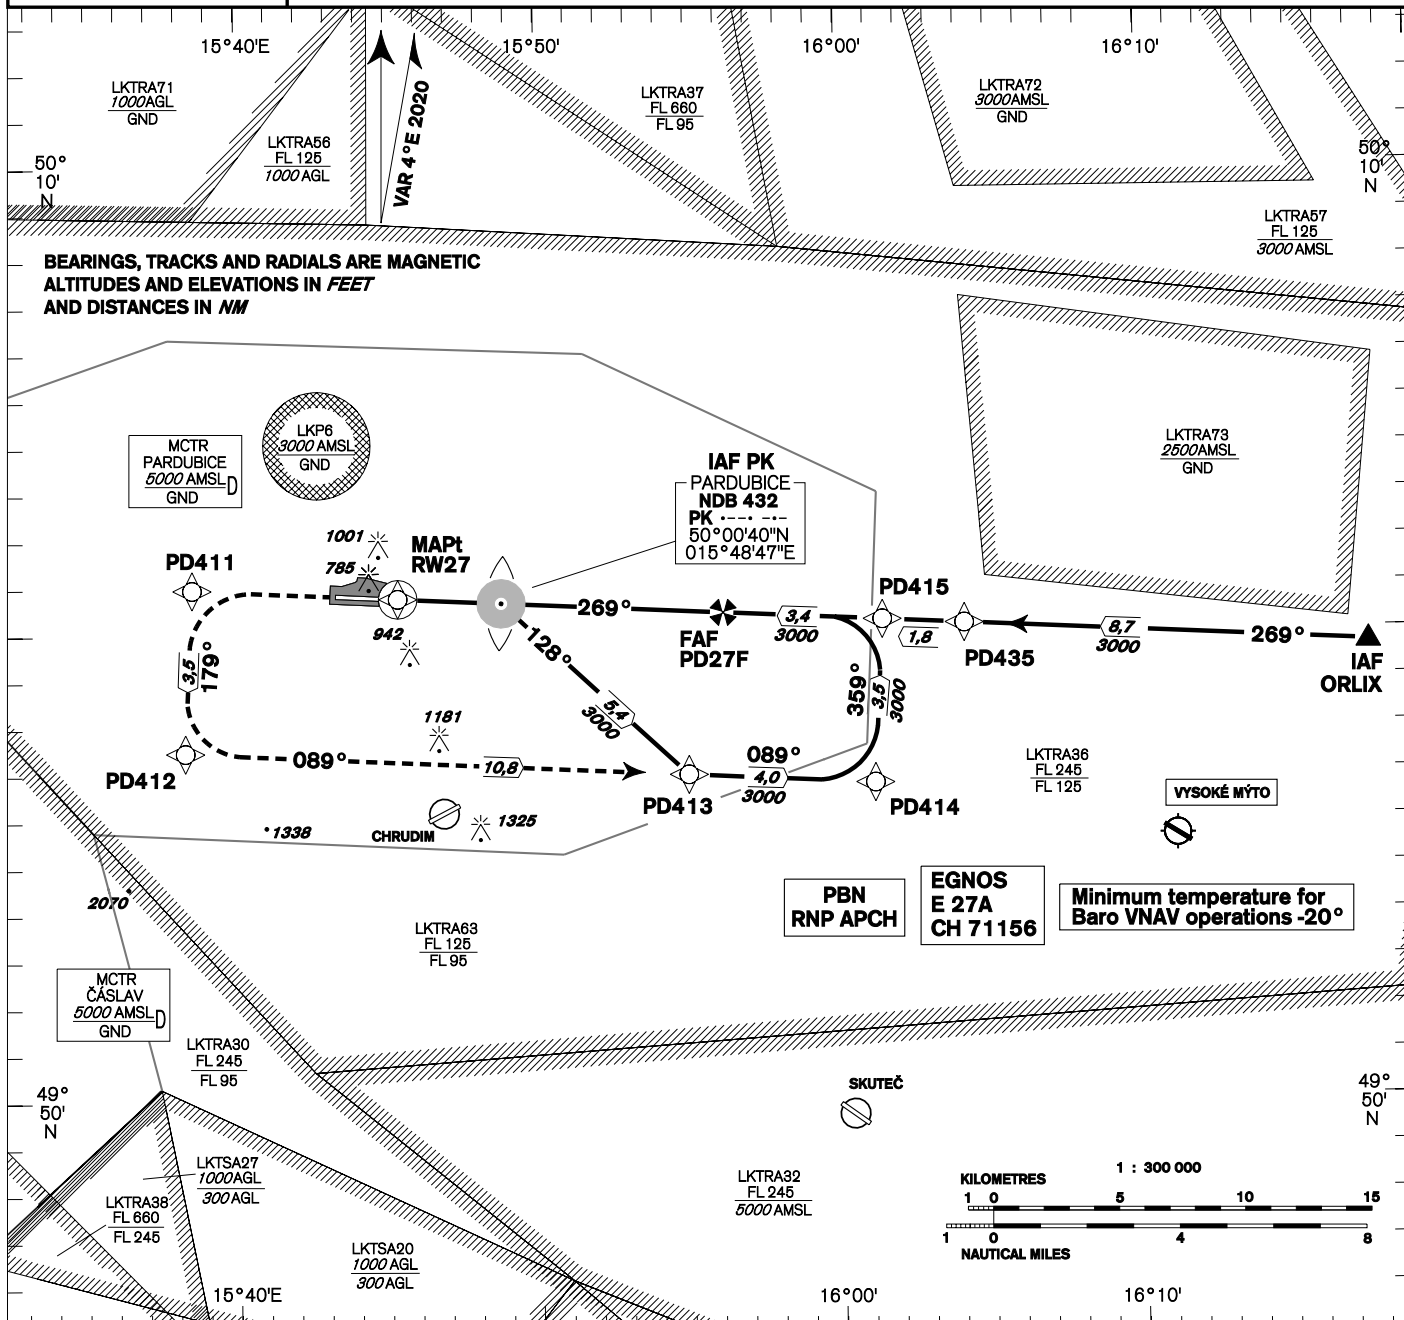 15°40'E
15°50'
16°00'
16°10'
LKTRA71
1000AGL
GND
LKTRA56
FL 125
1000 AGL
VAR 4°E 2020
LKTRA37
FL 660
FL 95
LKTRA72
3000AMSL
GND
50°
10'
N
50°
10'
N
LKTRA57
FL 125
3000 AMSL
BEARINGS, TRACKS AND RADIALS ARE MAGNETIC
ALTITUDES AND ELEVATIONS IN FEET
AND DISTANCES IN NM
MCTR
PARDUBICE
5000 AMSL D
GND
LKP6
3000 AMSL
GND
IAF PK
PARDUBICE
NDB 432
PK ·--· -·-
50°00'40"N
015°48'47"E
LKTRA73
2500AMSL
GND
1001
785
MAPt
RW27
PD411
942
269°
FAF
PD27F
3,4
3000
PD415
1,8
PD435
8,7
3000
269°
IAF
ORLIX
128°
5,4
3000
3,5
179°
359°
3,5
3000
1181
PD412
089°
10,8
PD413
089°
4,0
3000
PD414
LKTRA36
FL 245
FL 125
VYSOKÉ MÝTO
1338
CHRUDIM
1325
2070
PBN
RNP APCH
EGNOS
E 27A
CH 71156
Minimum temperature for
Baro VNAV operations -20°
LKTRA63
FL 125
FL 95
MCTR
ČÁSLAV
5000 AMSL D
GND
LKTRA30
FL 245
FL 95
49°
50'
N
SKUTEČ
49°
50'
N
LKTSA27
1000AGL
300 AGL
LKTRA38
FL 660
FL 245
LKTSA20
1000 AGL
300 AGL
LKTRA32
FL 245
5000 AMSL
1 : 300 000
KILOMETRES
1 0 5 10 15
1 0 4 8
NAUTICAL MILES
15°40'E
16°00'
16°10'